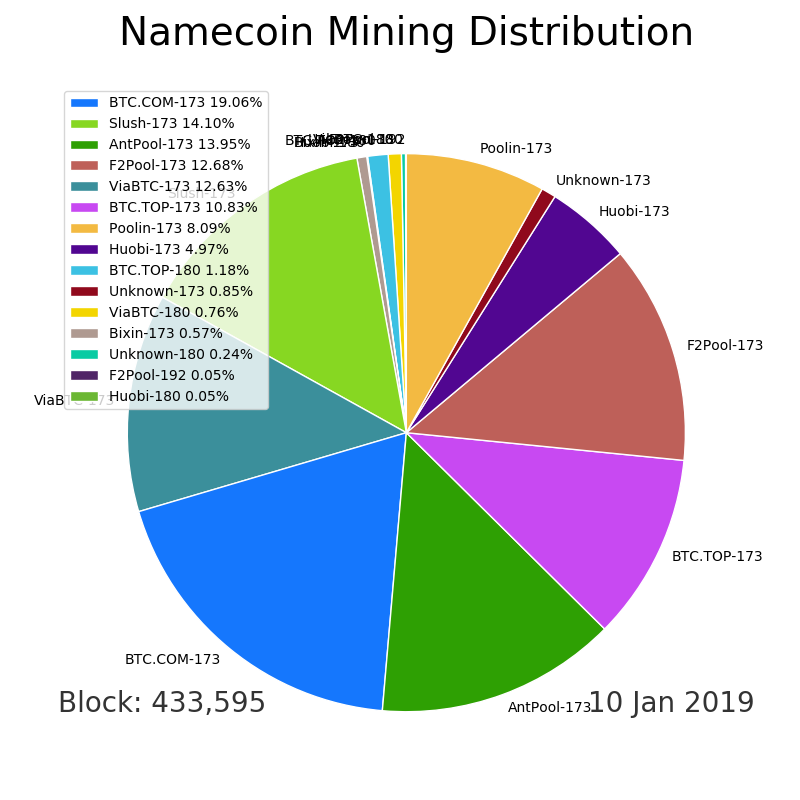 Namecoin Mining Distribution
BTC.COM-173 19.06%
Slush-173 14.10%
AntPool-173 13.95%
F2Pool-173 12.68%
ViaBTC-173 12.63%
BTC.TOP-173 10.83%
Poolin-173 8.09%
Huobi-173 4.97%
BTC.TOP-180 1.18%
Unknown-173 0.85%
ViaBTC-180 0.76%
Bixin-173 0.57%
Unknown-180 0.24%
F2Pool-192 0.05%
Huobi-180 0.05%
Poolin-173
Unknown-173
Huobi-173
Slush-173
F2Pool-173
ViaBTC-173
BTC.TOP-173
BTC.COM-173
AntPool-173
Block: 433,595
10 Jan 2019